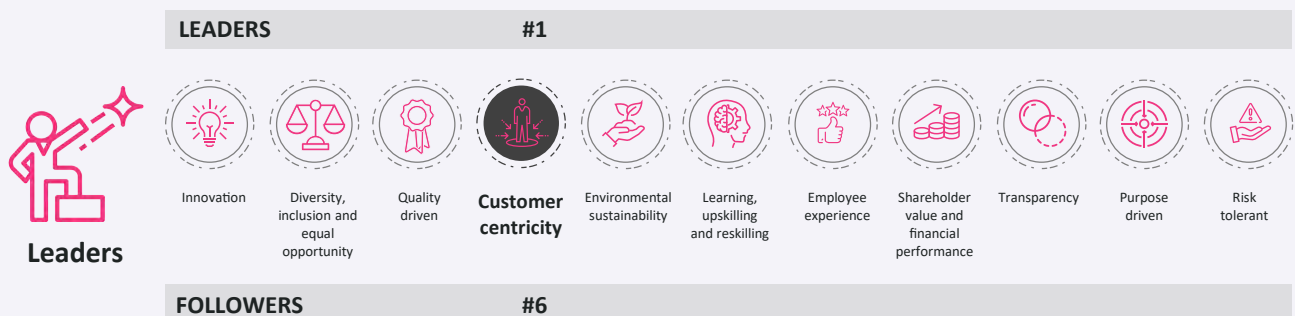 LEADERS #1
Innovation
Diversity,
inclusion and
equal
opportunity
Quality
driven
Customer
centricity
Environmental
sustainability
Learning,
upskilling
and reskilling
Employee
experience
Shareholder
value and
financial
performance
Transparency
Purpose
driven
Risk
tolerant
Leaders
FOLLOWERS #6